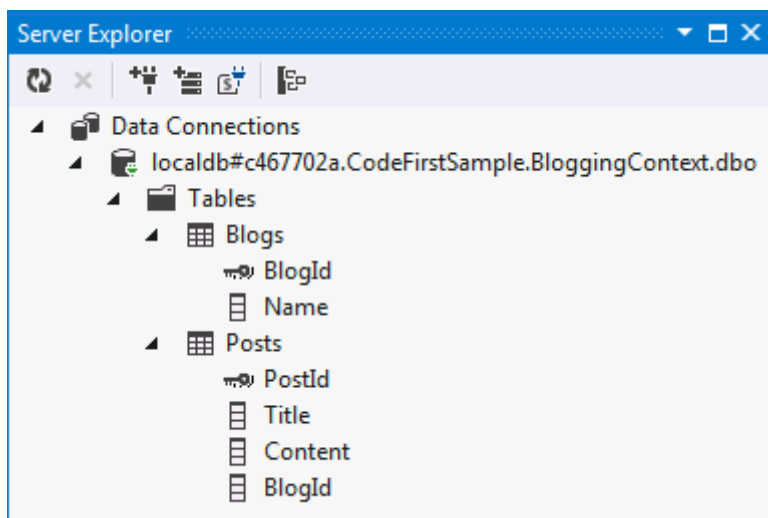 Server Explorer
Data Connections
localdb#c467702a.CodeFirstSample.BloggingContext.dbo
Tables
Blogs
BlogId
Name
Posts
PostId
Title
Content
BlogId